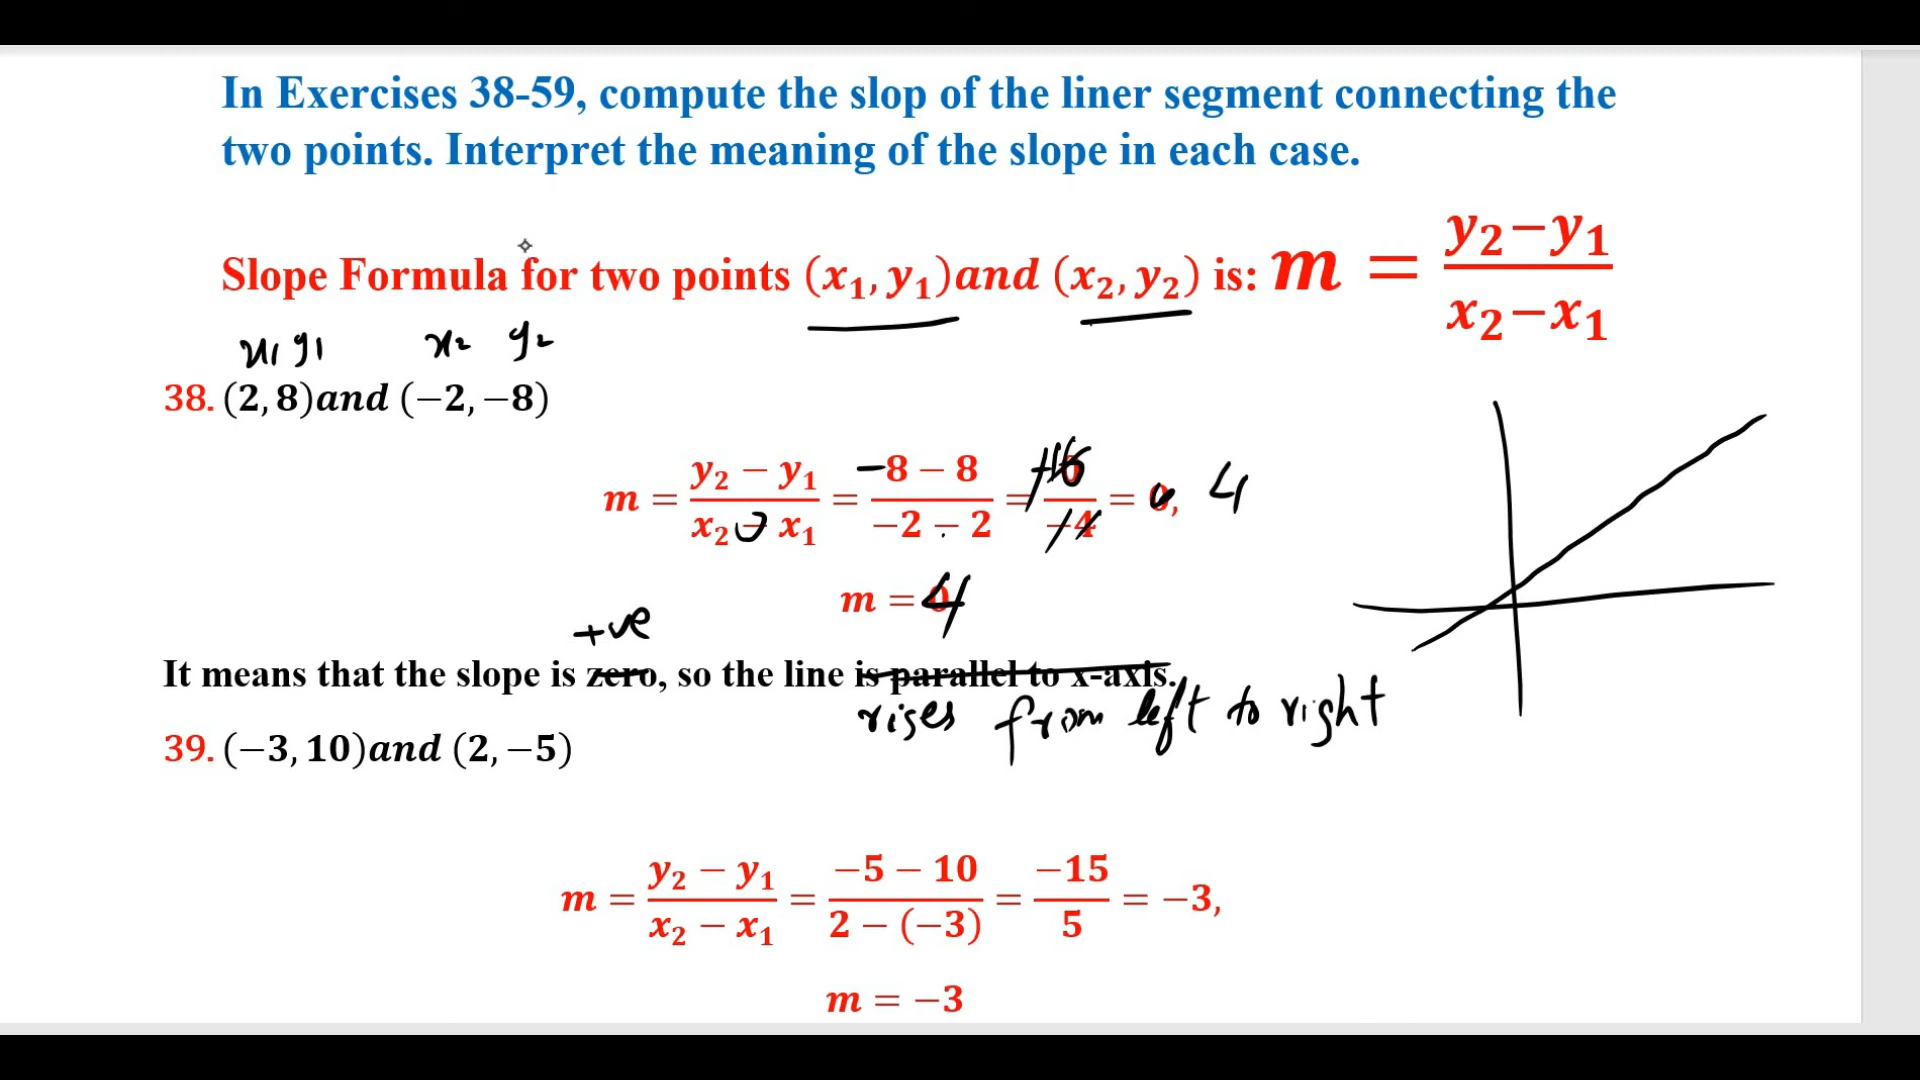 In Exercises 38-59, compute the slop of the liner segment connecting the
two points. Interpret the meaning of the slope in each case.
Slope Formula for two points (x₁, y₁)and (x₂, y₂) is: m = y₂−y₁ / x₂−x₁
x₁ y₁ x₂ y₂
38. (2, 8)and (−2, −8)
m = y₂ − y₁ / x₂ − x₁ = −8 − 8 / −2 − 2 = −16 / −4 = 4
m = 4
+ve
It means that the slope is zero, so the line is parallel to x-axis.
rises from left to right
39. (−3, 10)and (2, −5)
m = y₂ − y₁ / x₂ − x₁ = −5 − 10 / 2 − (−3) = −15 / 5 = −3,
m = −3